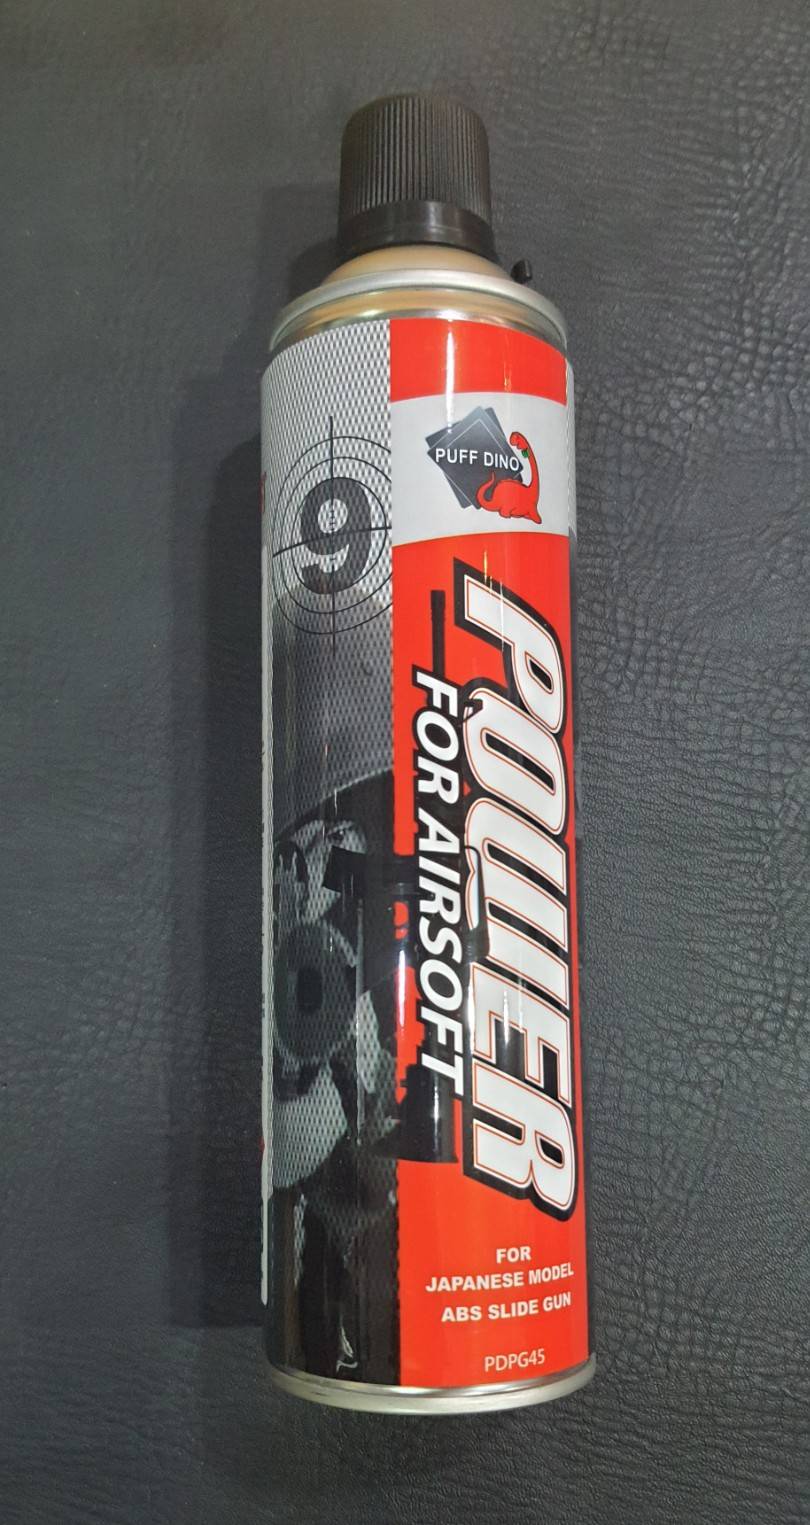 PUFF DINO
9
POWER
FOR AIRSOFT
FOR
JAPANESE MODEL
ABS SLIDE GUN
PDPG45